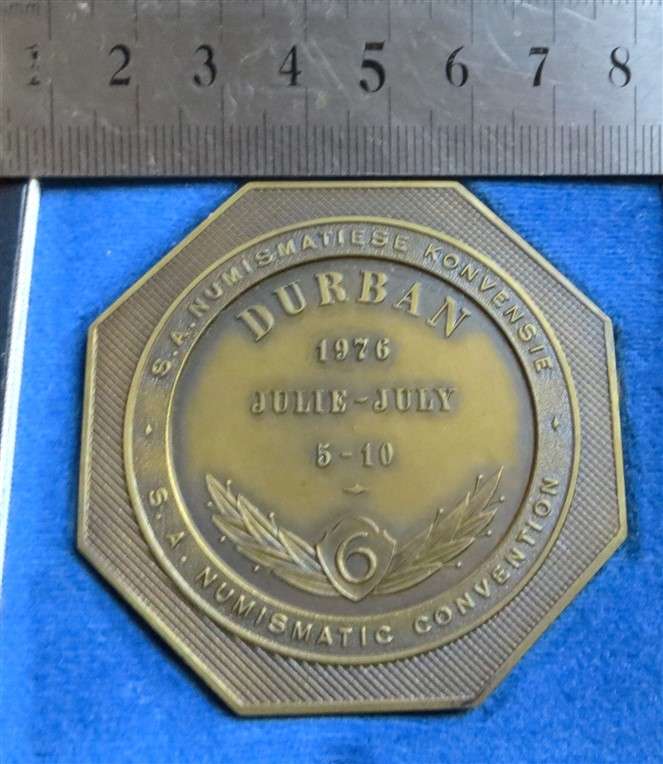 mm
1 2 3 4 5 6 7 8
S.A. NUMISMATIESE KONVENSIE
DURBAN
1976
JULIE-JULY
5-10
6
S.A. NUMISMATIC CONVENTION